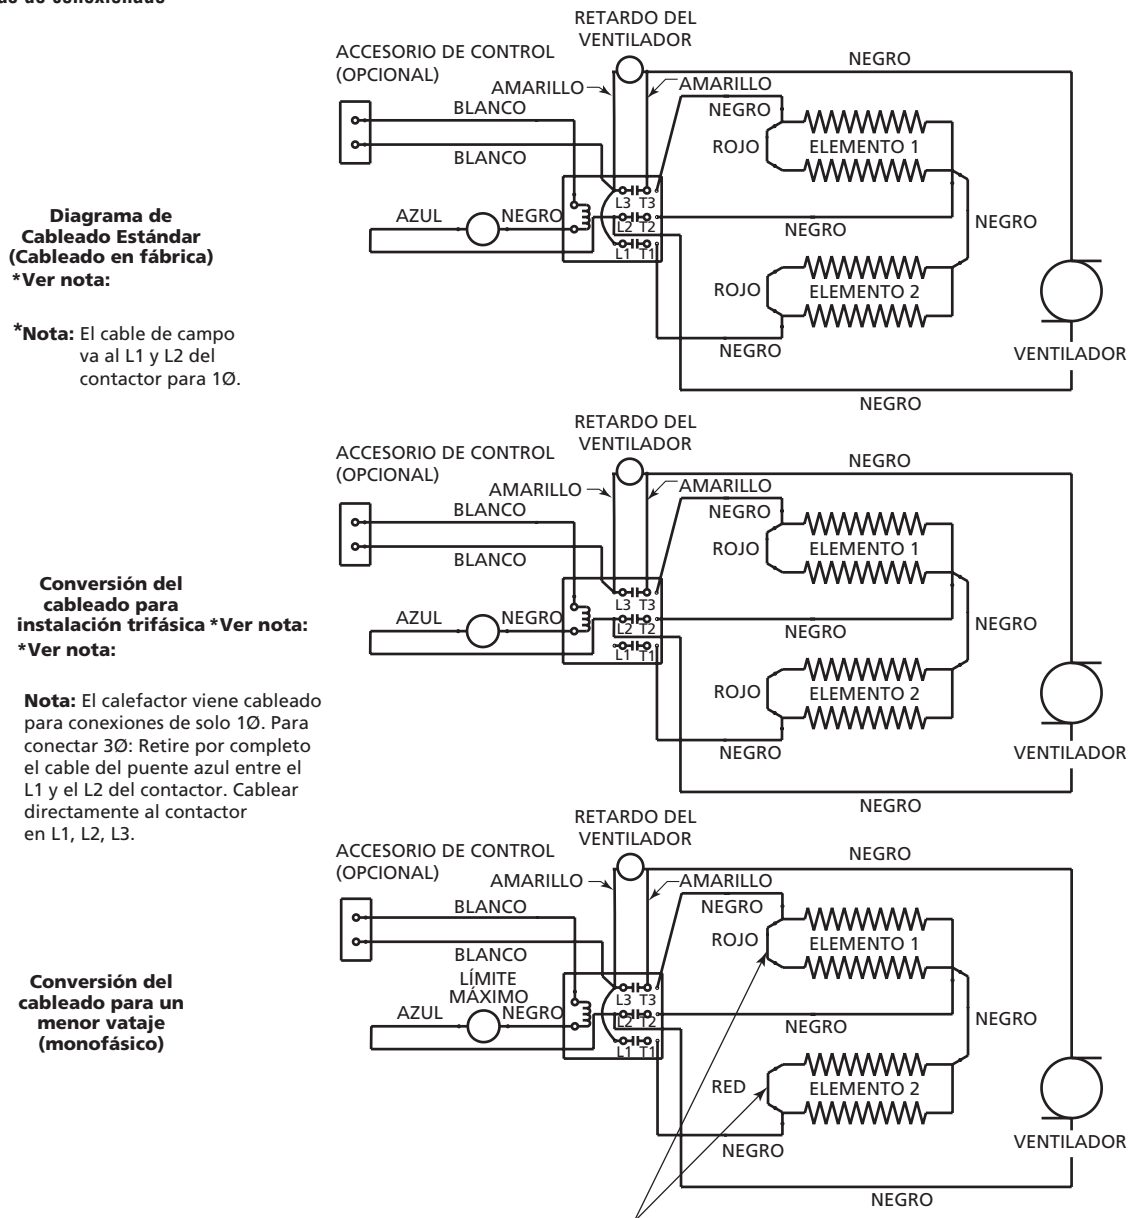 RETARDO DEL
VENTILADOR
ACCESORIO DE CONTROL
(OPCIONAL)
NEGRO
AMARILLO
AMARILLO
BLANCO
NEGRO
ROJO
ELEMENTO 1
BLANCO
L3 T3
Diagrama de
Cableado Estándar
(Cableado en fábrica)
*Ver nota:
AZUL
NEGRO
L2 T2
NEGRO
NEGRO
L1 T1
ROJO
ELEMENTO 2
*Nota: El cable de campo
va al L1 y L2 del
contactor para 1Ø.
NEGRO
VENTILADOR
NEGRO
RETARDO DEL
VENTILADOR
ACCESORIO DE CONTROL
(OPCIONAL)
NEGRO
AMARILLO
AMARILLO
BLANCO
NEGRO
ROJO
ELEMENTO 1
BLANCO
Conversión del
cableado para
instalación trifásica *Ver nota:
*Ver nota:
L3 T3
AZUL
NEGRO
L2 T2
NEGRO
NEGRO
L1 T1
ROJO
ELEMENTO 2
Nota: El calefactor viene cableado
para conexiones de solo 1Ø. Para
conectar 3Ø: Retire por completo
el cable del puente azul entre el
L1 y el L2 del contactor. Cablear
directamente al contactor
en L1, L2, L3.
NEGRO
VENTILADOR
NEGRO
RETARDO DEL
VENTILADOR
ACCESORIO DE CONTROL
(OPCIONAL)
NEGRO
AMARILLO
AMARILLO
BLANCO
NEGRO
ROJO
ELEMENTO 1
BLANCO
LÍMITE
MÁXIMO
Conversión del
cableado para un
menor vataje
(monofásico)
L3 T3
AZUL
NEGRO
L2 T2
NEGRO
NEGRO
L1 T1
RED
ELEMENTO 2
NEGRO
VENTILADOR
NEGRO